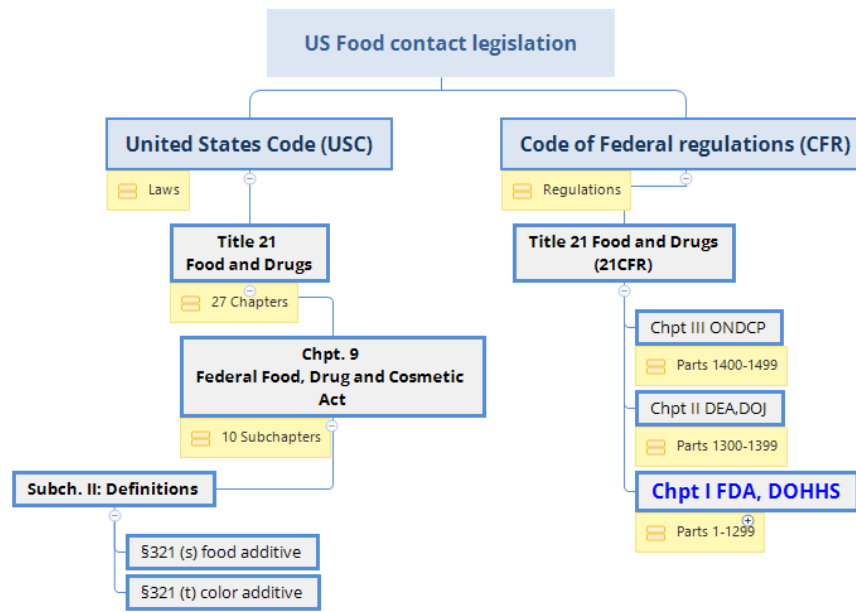 US Food contact legislation
United States Code (USC)
Laws
Title 21
Food and Drugs
27 Chapters
Chpt. 9
Federal Food, Drug and Cosmetic
Act
10 Subchapters
Subch. II: Definitions
§321 (s) food additive
§321 (t) color additive
Code of Federal regulations (CFR)
Regulations
Title 21 Food and Drugs
(21CFR)
Chpt III ONDCP
Parts 1400-1499
Chpt II DEA,DOJ
Parts 1300-1399
Chpt I FDA, DOHHS
Parts 1-1299